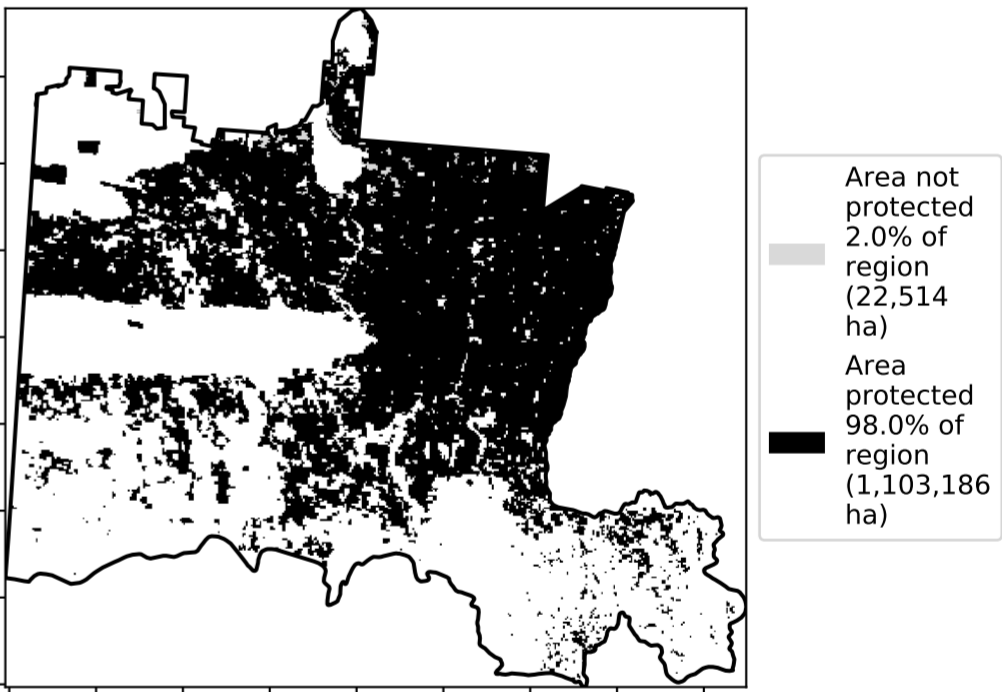 Area not
protected
2.0% of
region
(22,514
ha)
Area
protected
98.0% of
region
(1,103,186
ha)